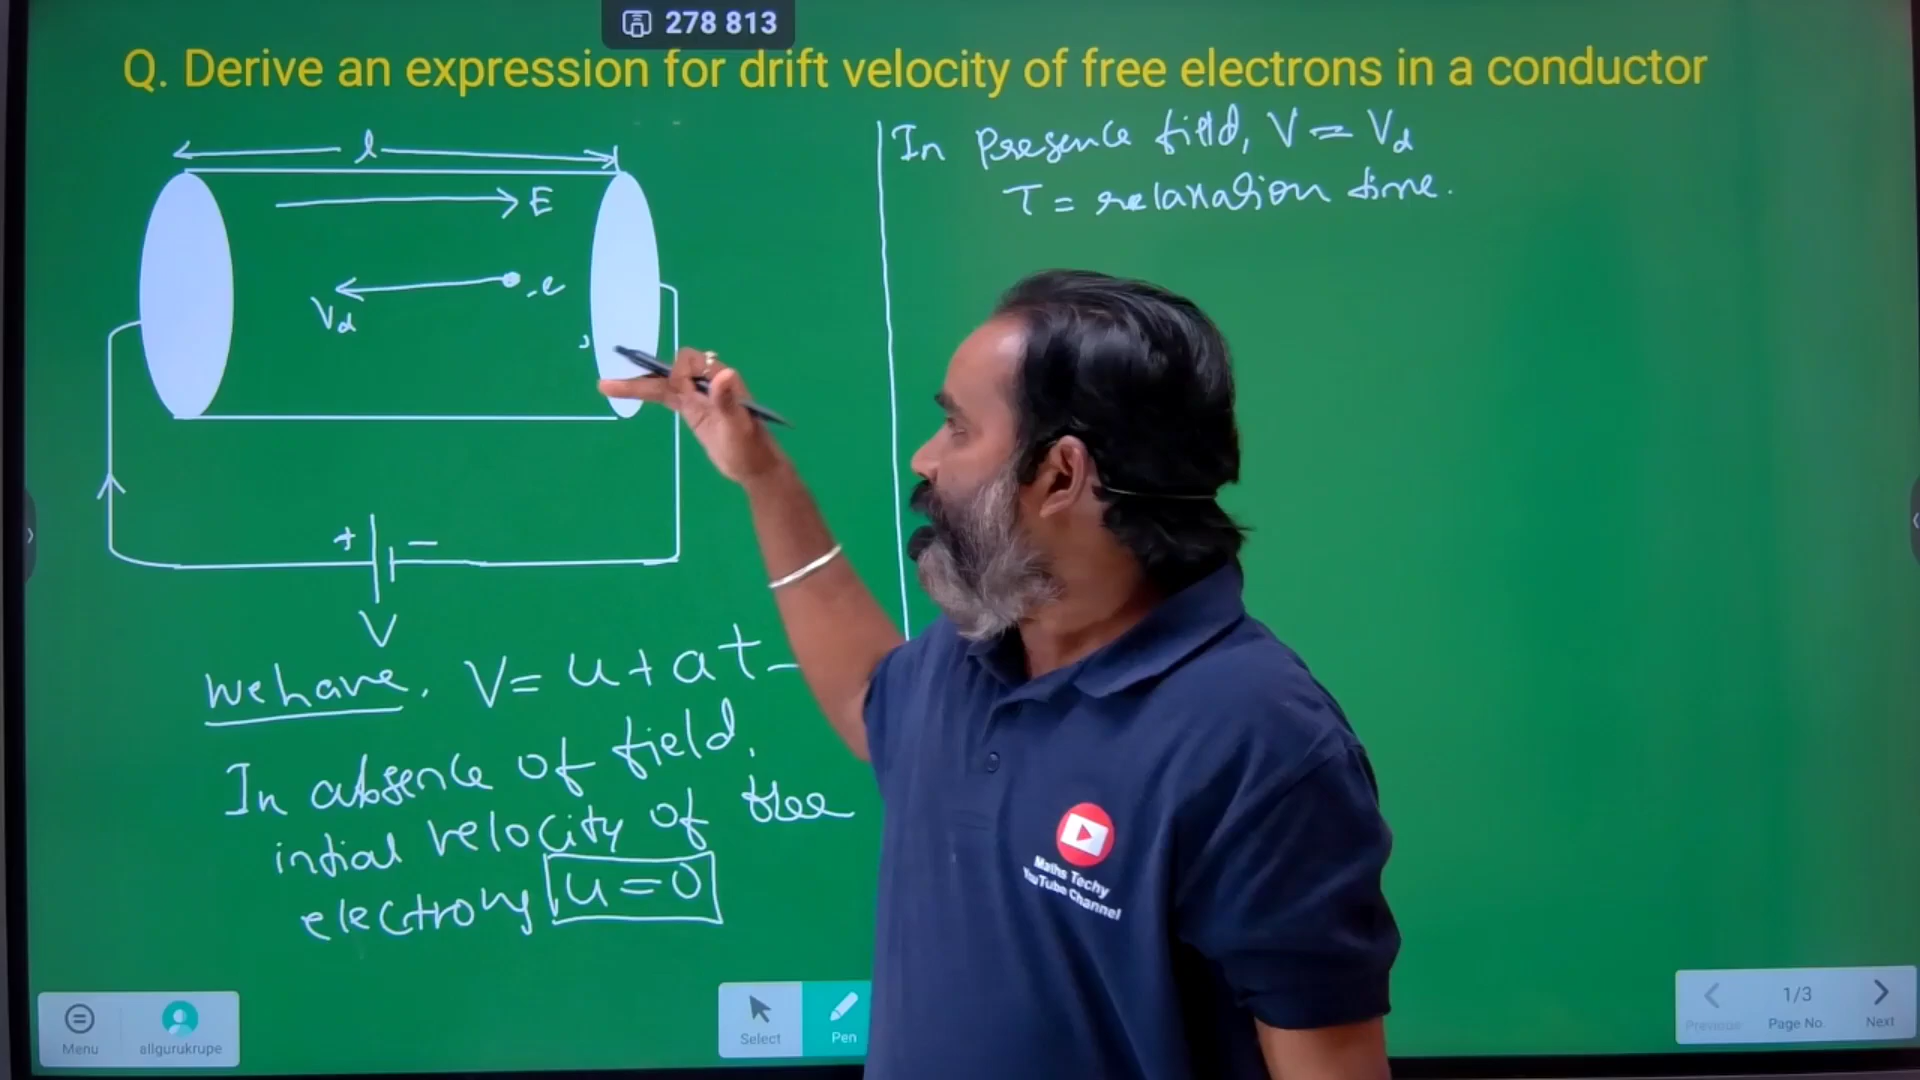 278 813
Q. Derive an expression for drift velocity of free electrons in a conductor
l
E
-e
Vd
+ −
V
We have, V = u + at -
In absence of field,
intial velocity of free
electrons u = 0
In presence field, V = Vd
τ = relaxation time.
Maths Techy
YouTube Channel
Menu
allgurukrupe
Select
Pen
Previous
1/3
Page No.
Next